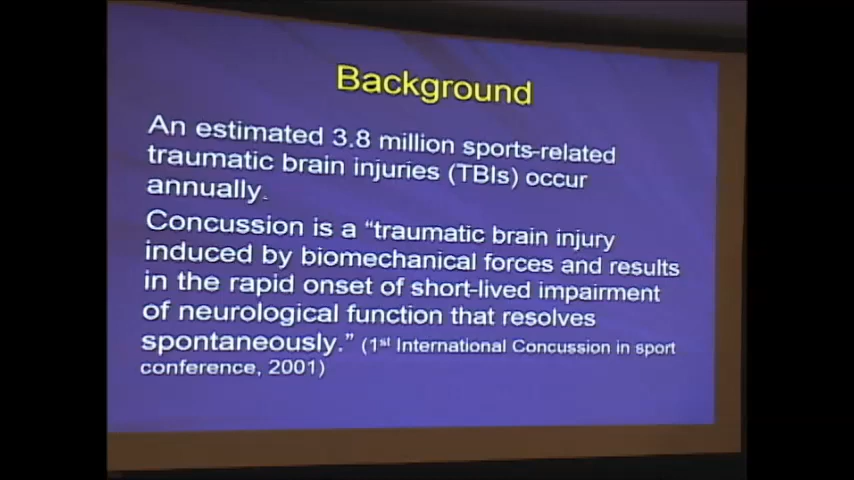 Background
An estimated 3.8 million sports-related
traumatic brain injuries (TBIs) occur
annually.
Concussion is a “traumatic brain injury
induced by biomechanical forces and results
in the rapid onset of short-lived impairment
of neurological function that resolves
spontaneously.” (1st International Concussion in sport
conference, 2001)